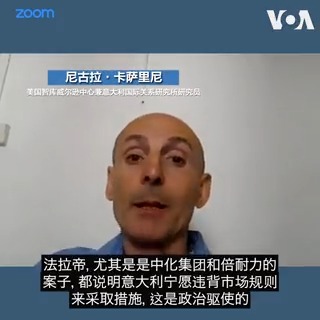 zoom
VOA
尼古拉·卡萨里尼
美国智库威尔逊中心兼意大利国际关系研究所研究员
法拉帝, 尤其是是中化集团和倍耐力的
案子, 都说明意大利宁愿违背市场规则
来采取措施, 这是政治驱使的